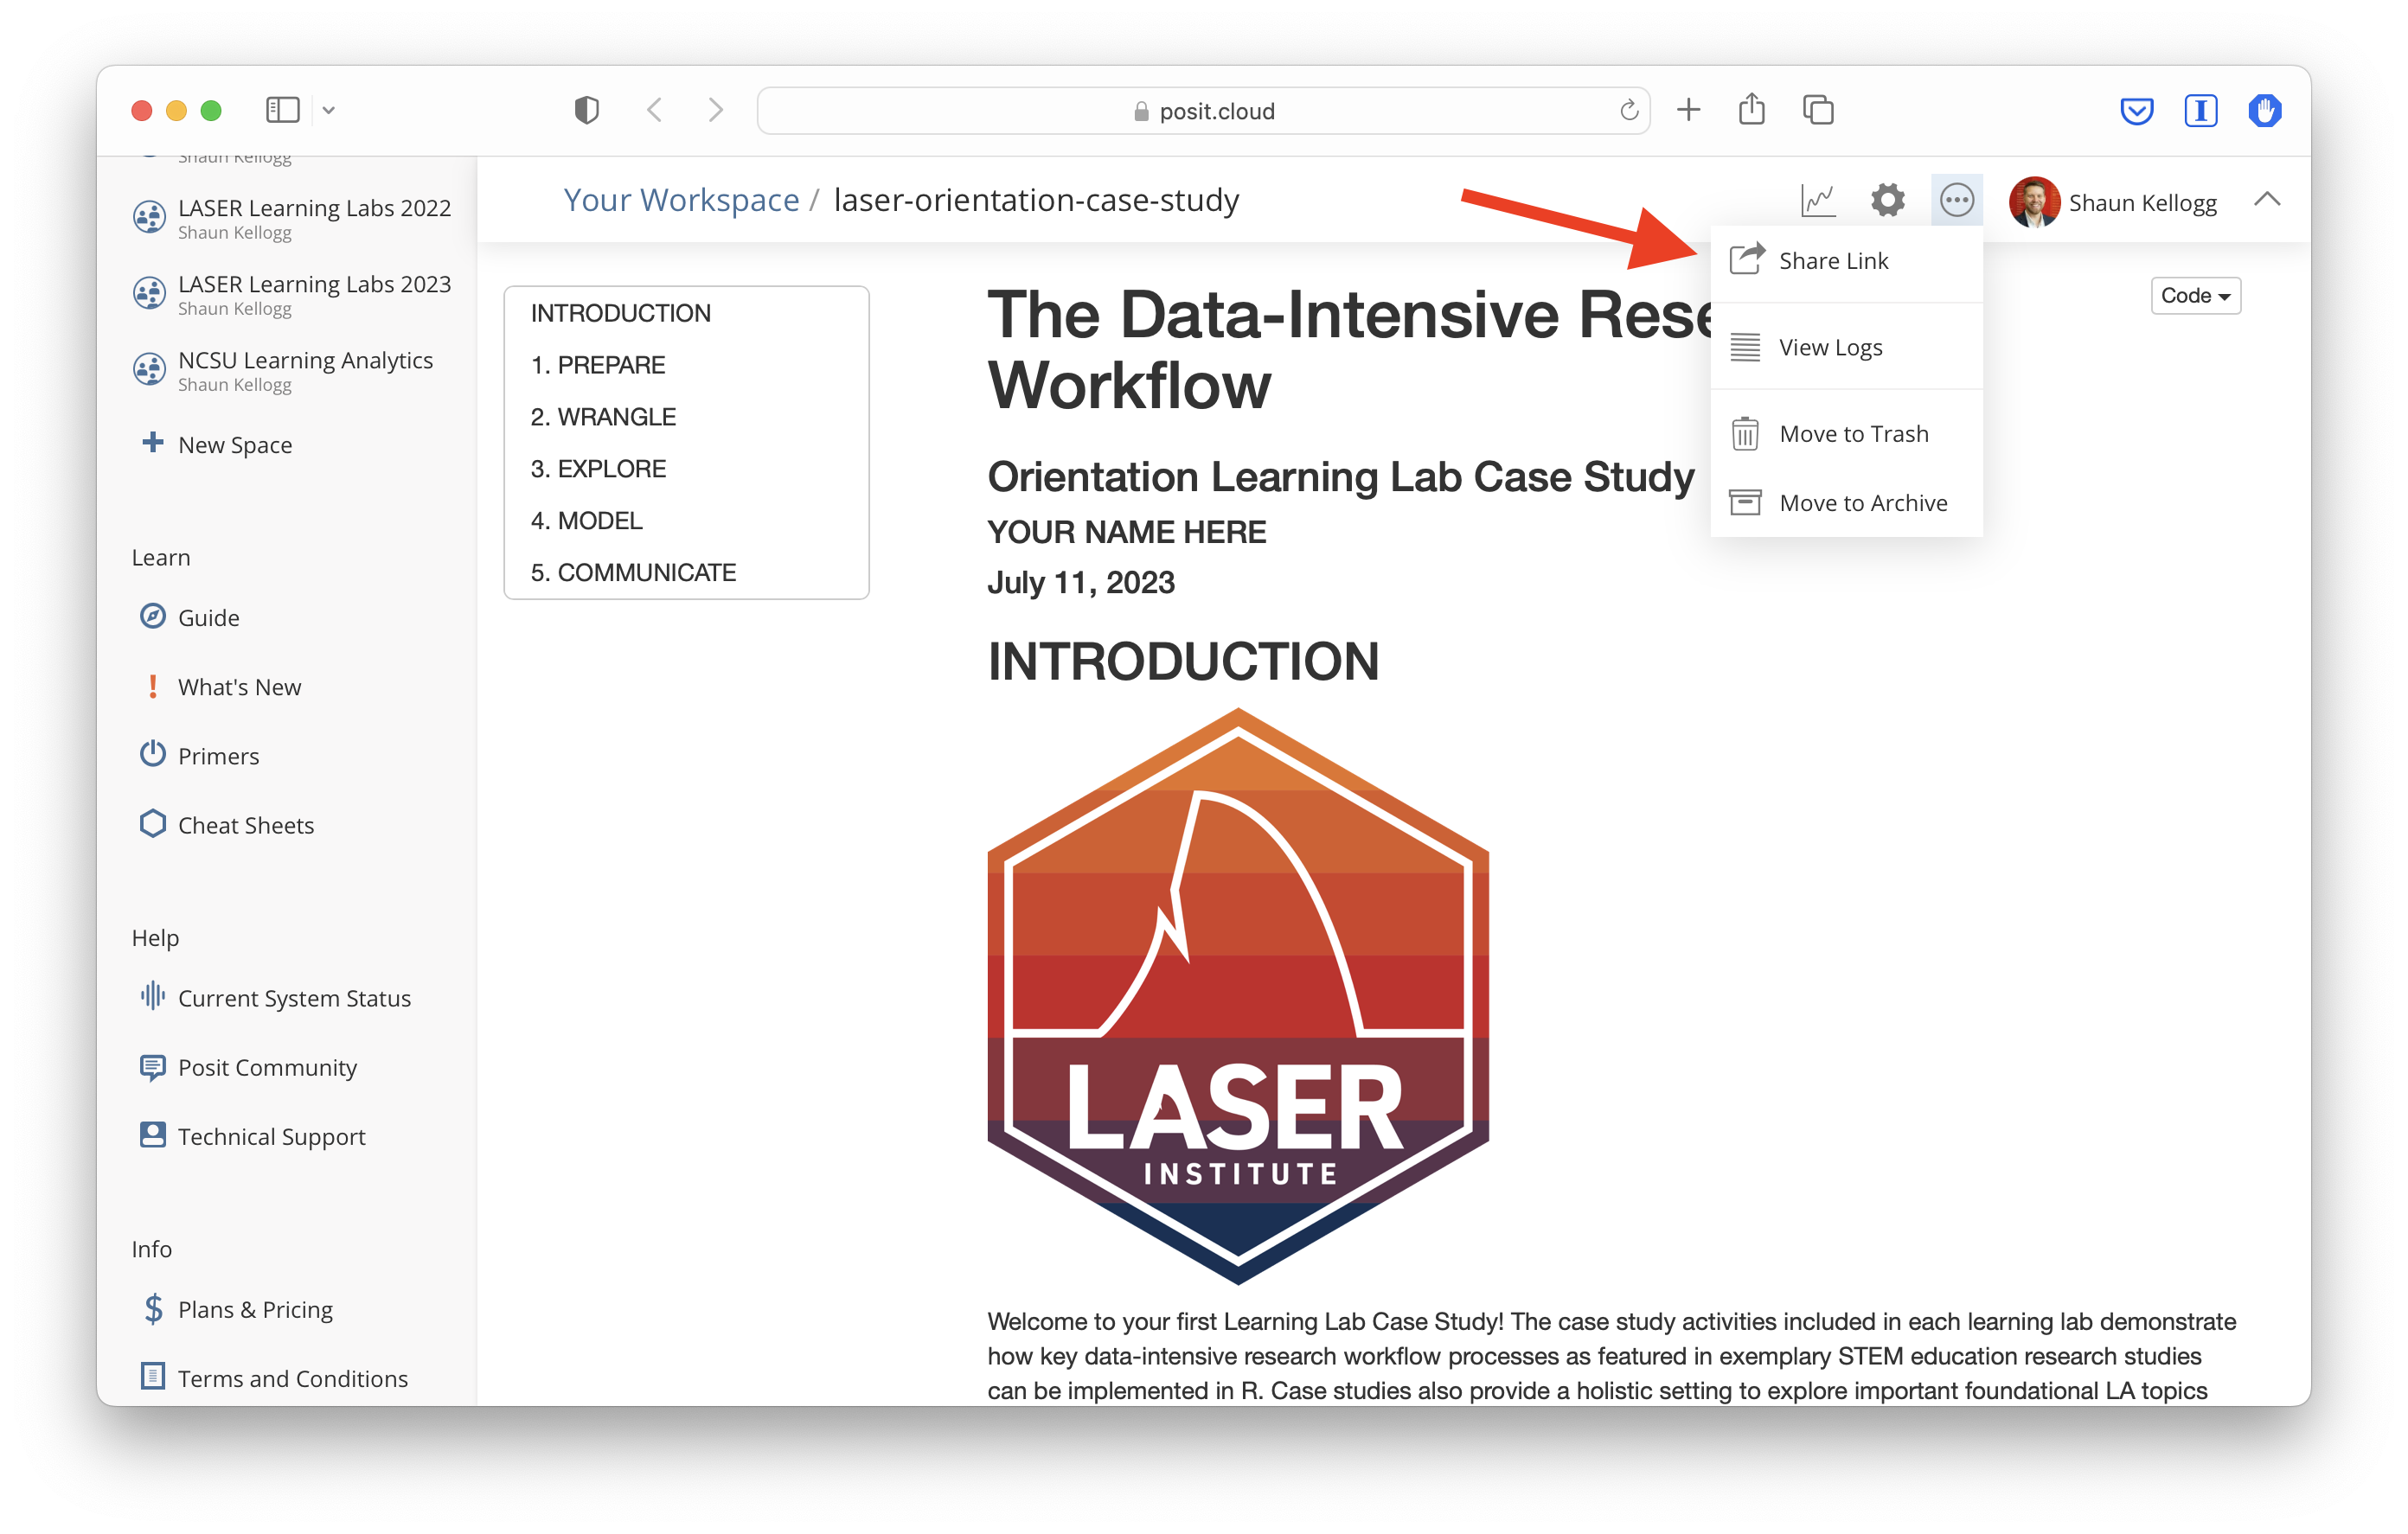 posit.cloud
Shaun Kellogg
LASER Learning Labs 2022
Shaun Kellogg
LASER Learning Labs 2023
Shaun Kellogg
NCSU Learning Analytics
Shaun Kellogg
New Space
Learn
Guide
What's New
Primers
Cheat Sheets
Help
Current System Status
Posit Community
Technical Support
Info
Plans & Pricing
Terms and Conditions
Your Workspace / laser-orientation-case-study
Shaun Kellogg
Share Link
View Logs
Move to Trash
Move to Archive
Code
INTRODUCTION
1. PREPARE
2. WRANGLE
3. EXPLORE
4. MODEL
5. COMMUNICATE
The Data-Intensive
Workflow
Orientation Learning Lab Case Study
YOUR NAME HERE
July 11, 2023
INTRODUCTION
LASER
INSTITUTE
Welcome to your first Learning Lab Case Study! The case study activities included in each learning lab demonstrate
how key data-intensive research workflow processes as featured in exemplary STEM education research studies
can be implemented in R. Case studies also provide a holistic setting to explore important foundational LA topics